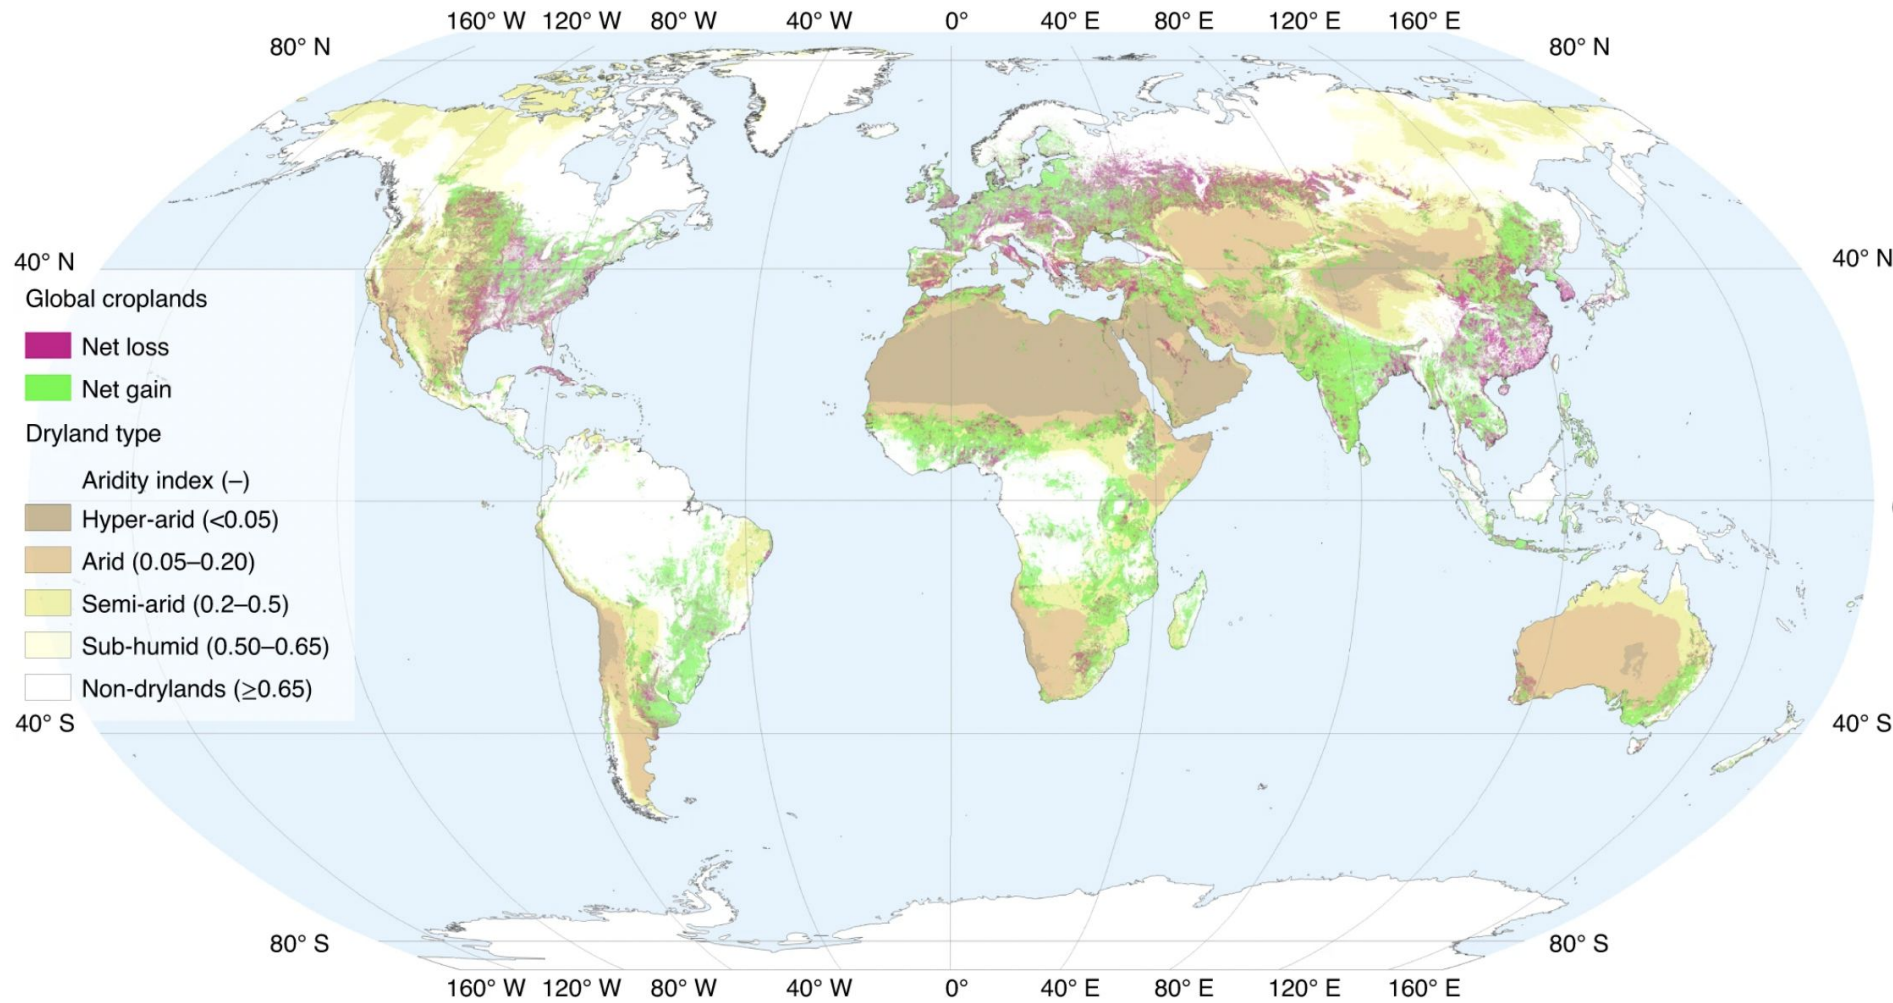 160° W 120° W 80° W 40° W 0° 40° E 80° E 120° E 160° E
80° N 80° N
40° N 40° N
Global croplands
Net loss
Net gain
Dryland type
Aridity index (–)
Hyper-arid (<0.05)
Arid (0.05–0.20)
Semi-arid (0.2–0.5)
Sub-humid (0.50–0.65)
Non-drylands (≥0.65)
40° S 40° S
80° S 80° S
160° W 120° W 80° W 40° W 0° 40° E 80° E 120° E 160° E